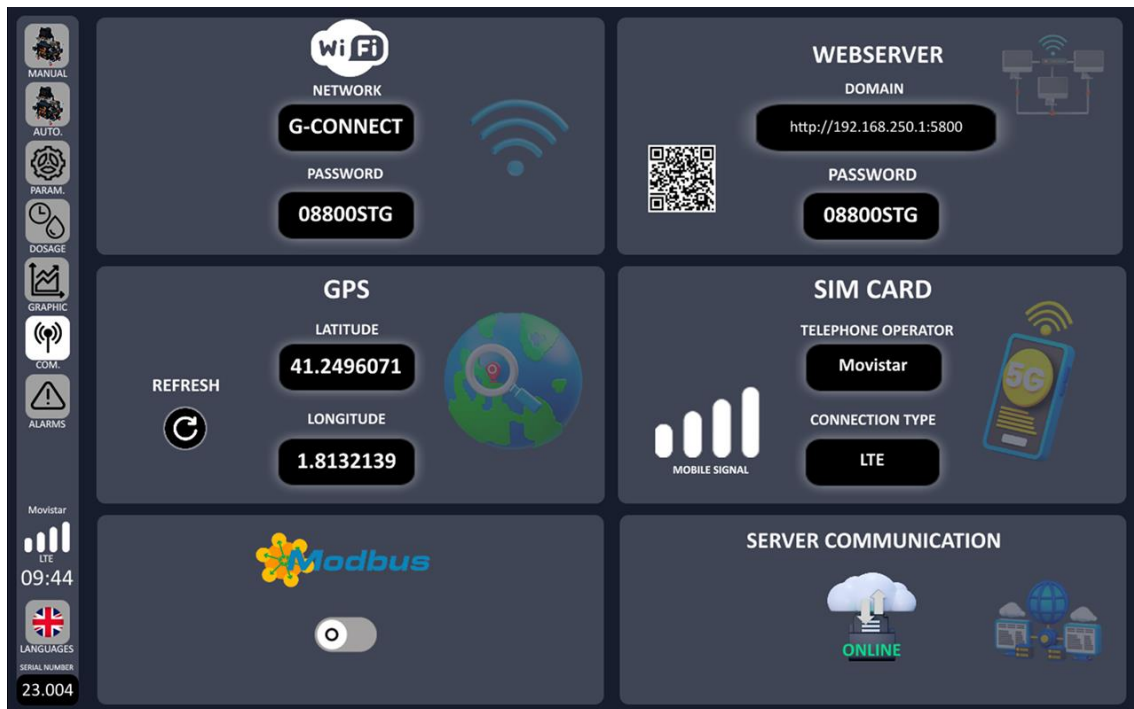 MANUAL
AUTO.
PARAM.
DOSAGE
GRAPHIC
COM.
ALARMS
Movistar
LTE
09:44
LANGUAGES
SERIAL NUMBER
23.004
WiFi
NETWORK
G-CONNECT
PASSWORD
08800STG
WEBSERVER
DOMAIN
http://192.168.250.1:5800
PASSWORD
08800STG
GPS
LATITUDE
41.2496071
REFRESH
LONGITUDE
1.8132139
SIM CARD
TELEPHONE OPERATOR
Movistar
CONNECTION TYPE
LTE
MOBILE SIGNAL
5G
Modbus
SERVER COMMUNICATION
ONLINE